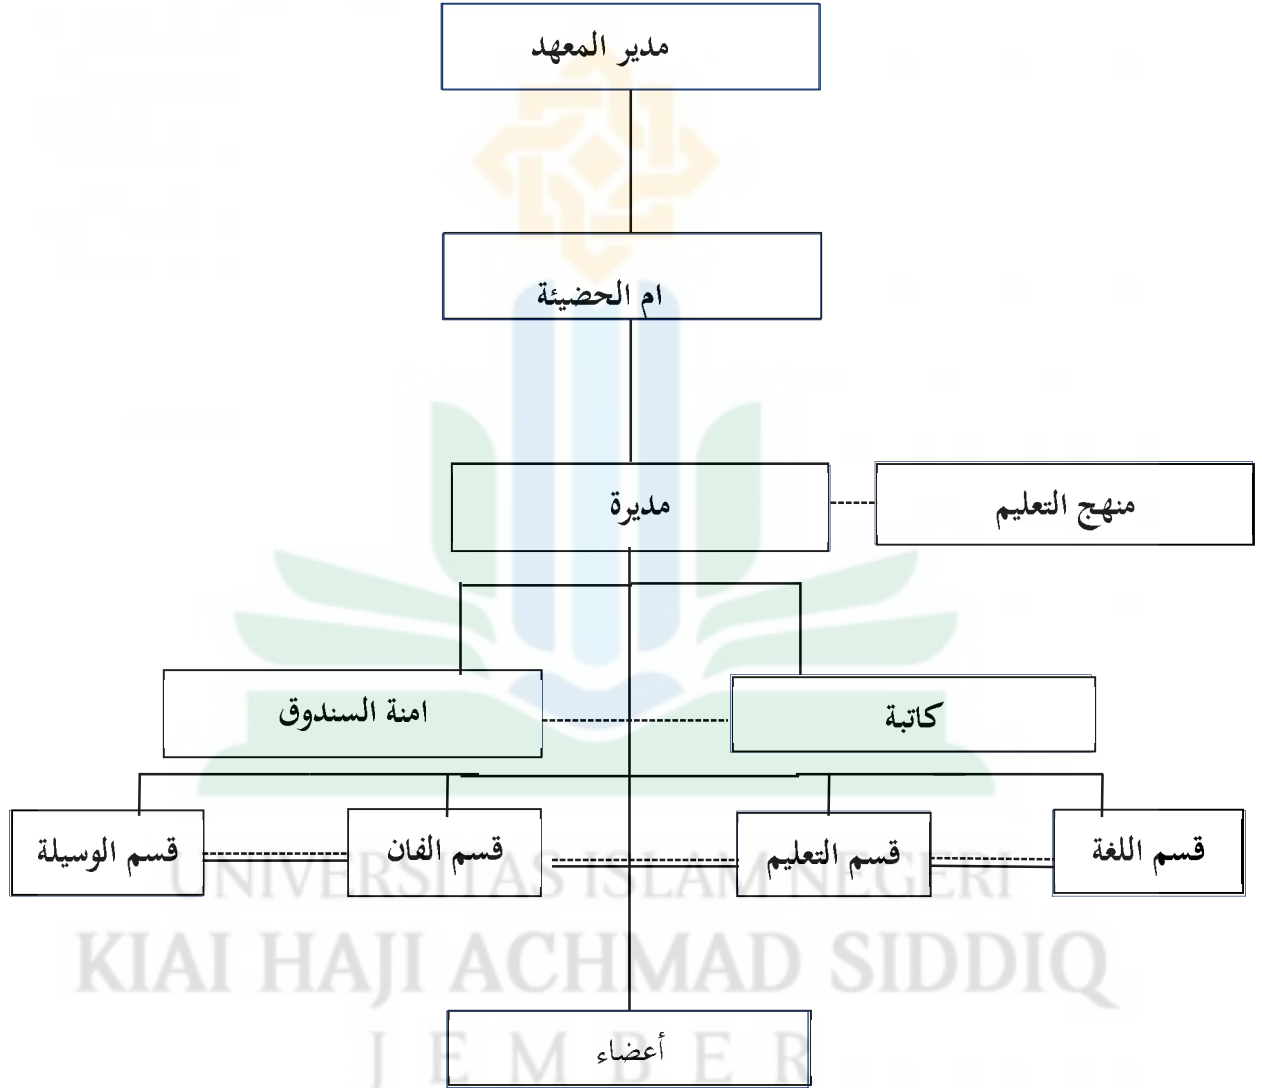 مدير المعهد
ام الحضيئة
مديرة
منهج التعليم
كاتبة
امنة السندوق
قسم اللغة
قسم التعليم
قسم الفان
قسم الوسيلة
أعضاء
UNIVERSITAS ISLAM NEGERI
KIAI HAJI ACHMAD SIDDIQ
JEMBER